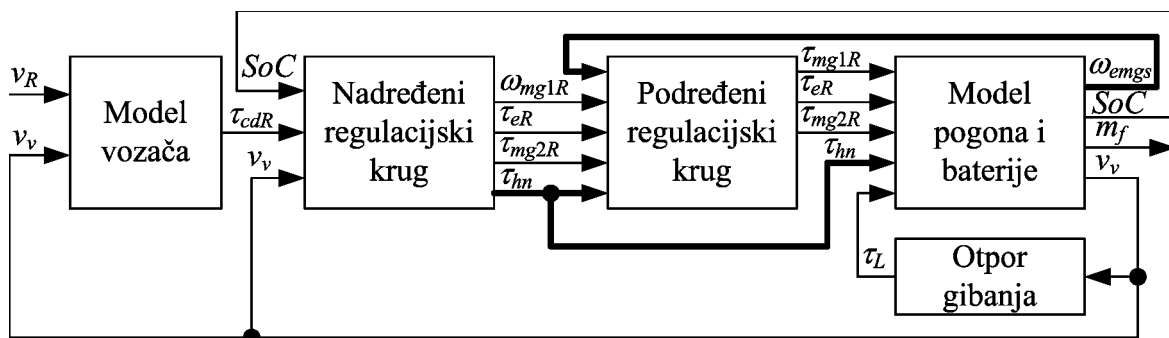 v_R
v_v
Model
vozača
τ_cdR
SoC
v_v
Nadređeni
regulacijski
krug
ω_mg1R
τ_eR
τ_mg2R
τ_hn
Podređeni
regulacijski
krug
τ_mg1R
τ_eR
τ_mg2R
τ_hn
τ_L
Model
pogona i
baterije
ω_emgs
SoC
m_f
v_v
Otpor
gibanja